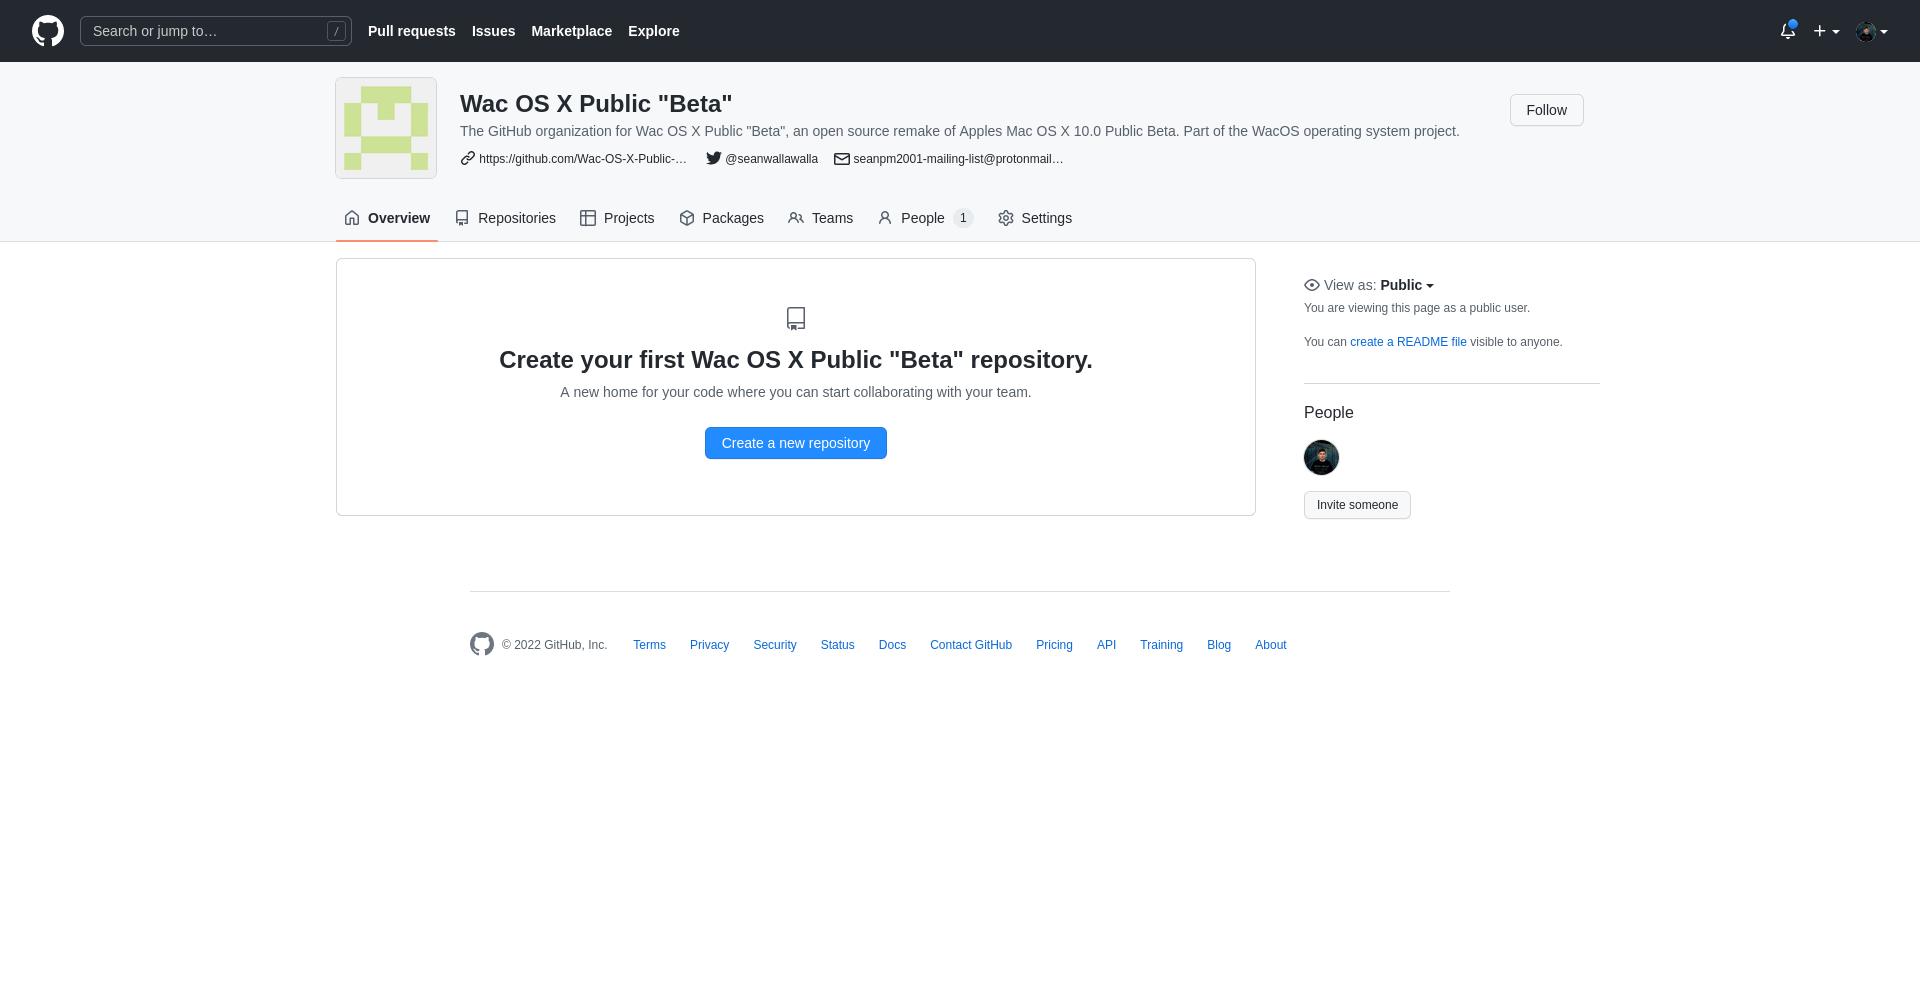 Search or jump to… /
Pull requests Issues Marketplace Explore
Wac OS X Public "Beta"
Follow
The GitHub organization for Wac OS X Public "Beta", an open source remake of Apples Mac OS X 10.0 Public Beta. Part of the WacOS operating system project.
https://github.com/Wac-OS-X-Public-… @seanwallawalla seanpm2001-mailing-list@protonmail…
Overview Repositories Projects Packages Teams People 1 Settings
Create your first Wac OS X Public "Beta" repository.
A new home for your code where you can start collaborating with your team.
Create a new repository
View as: Public
You are viewing this page as a public user.
You can create a README file visible to anyone.
People
Invite someone
© 2022 GitHub, Inc. Terms Privacy Security Status Docs Contact GitHub Pricing API Training Blog About